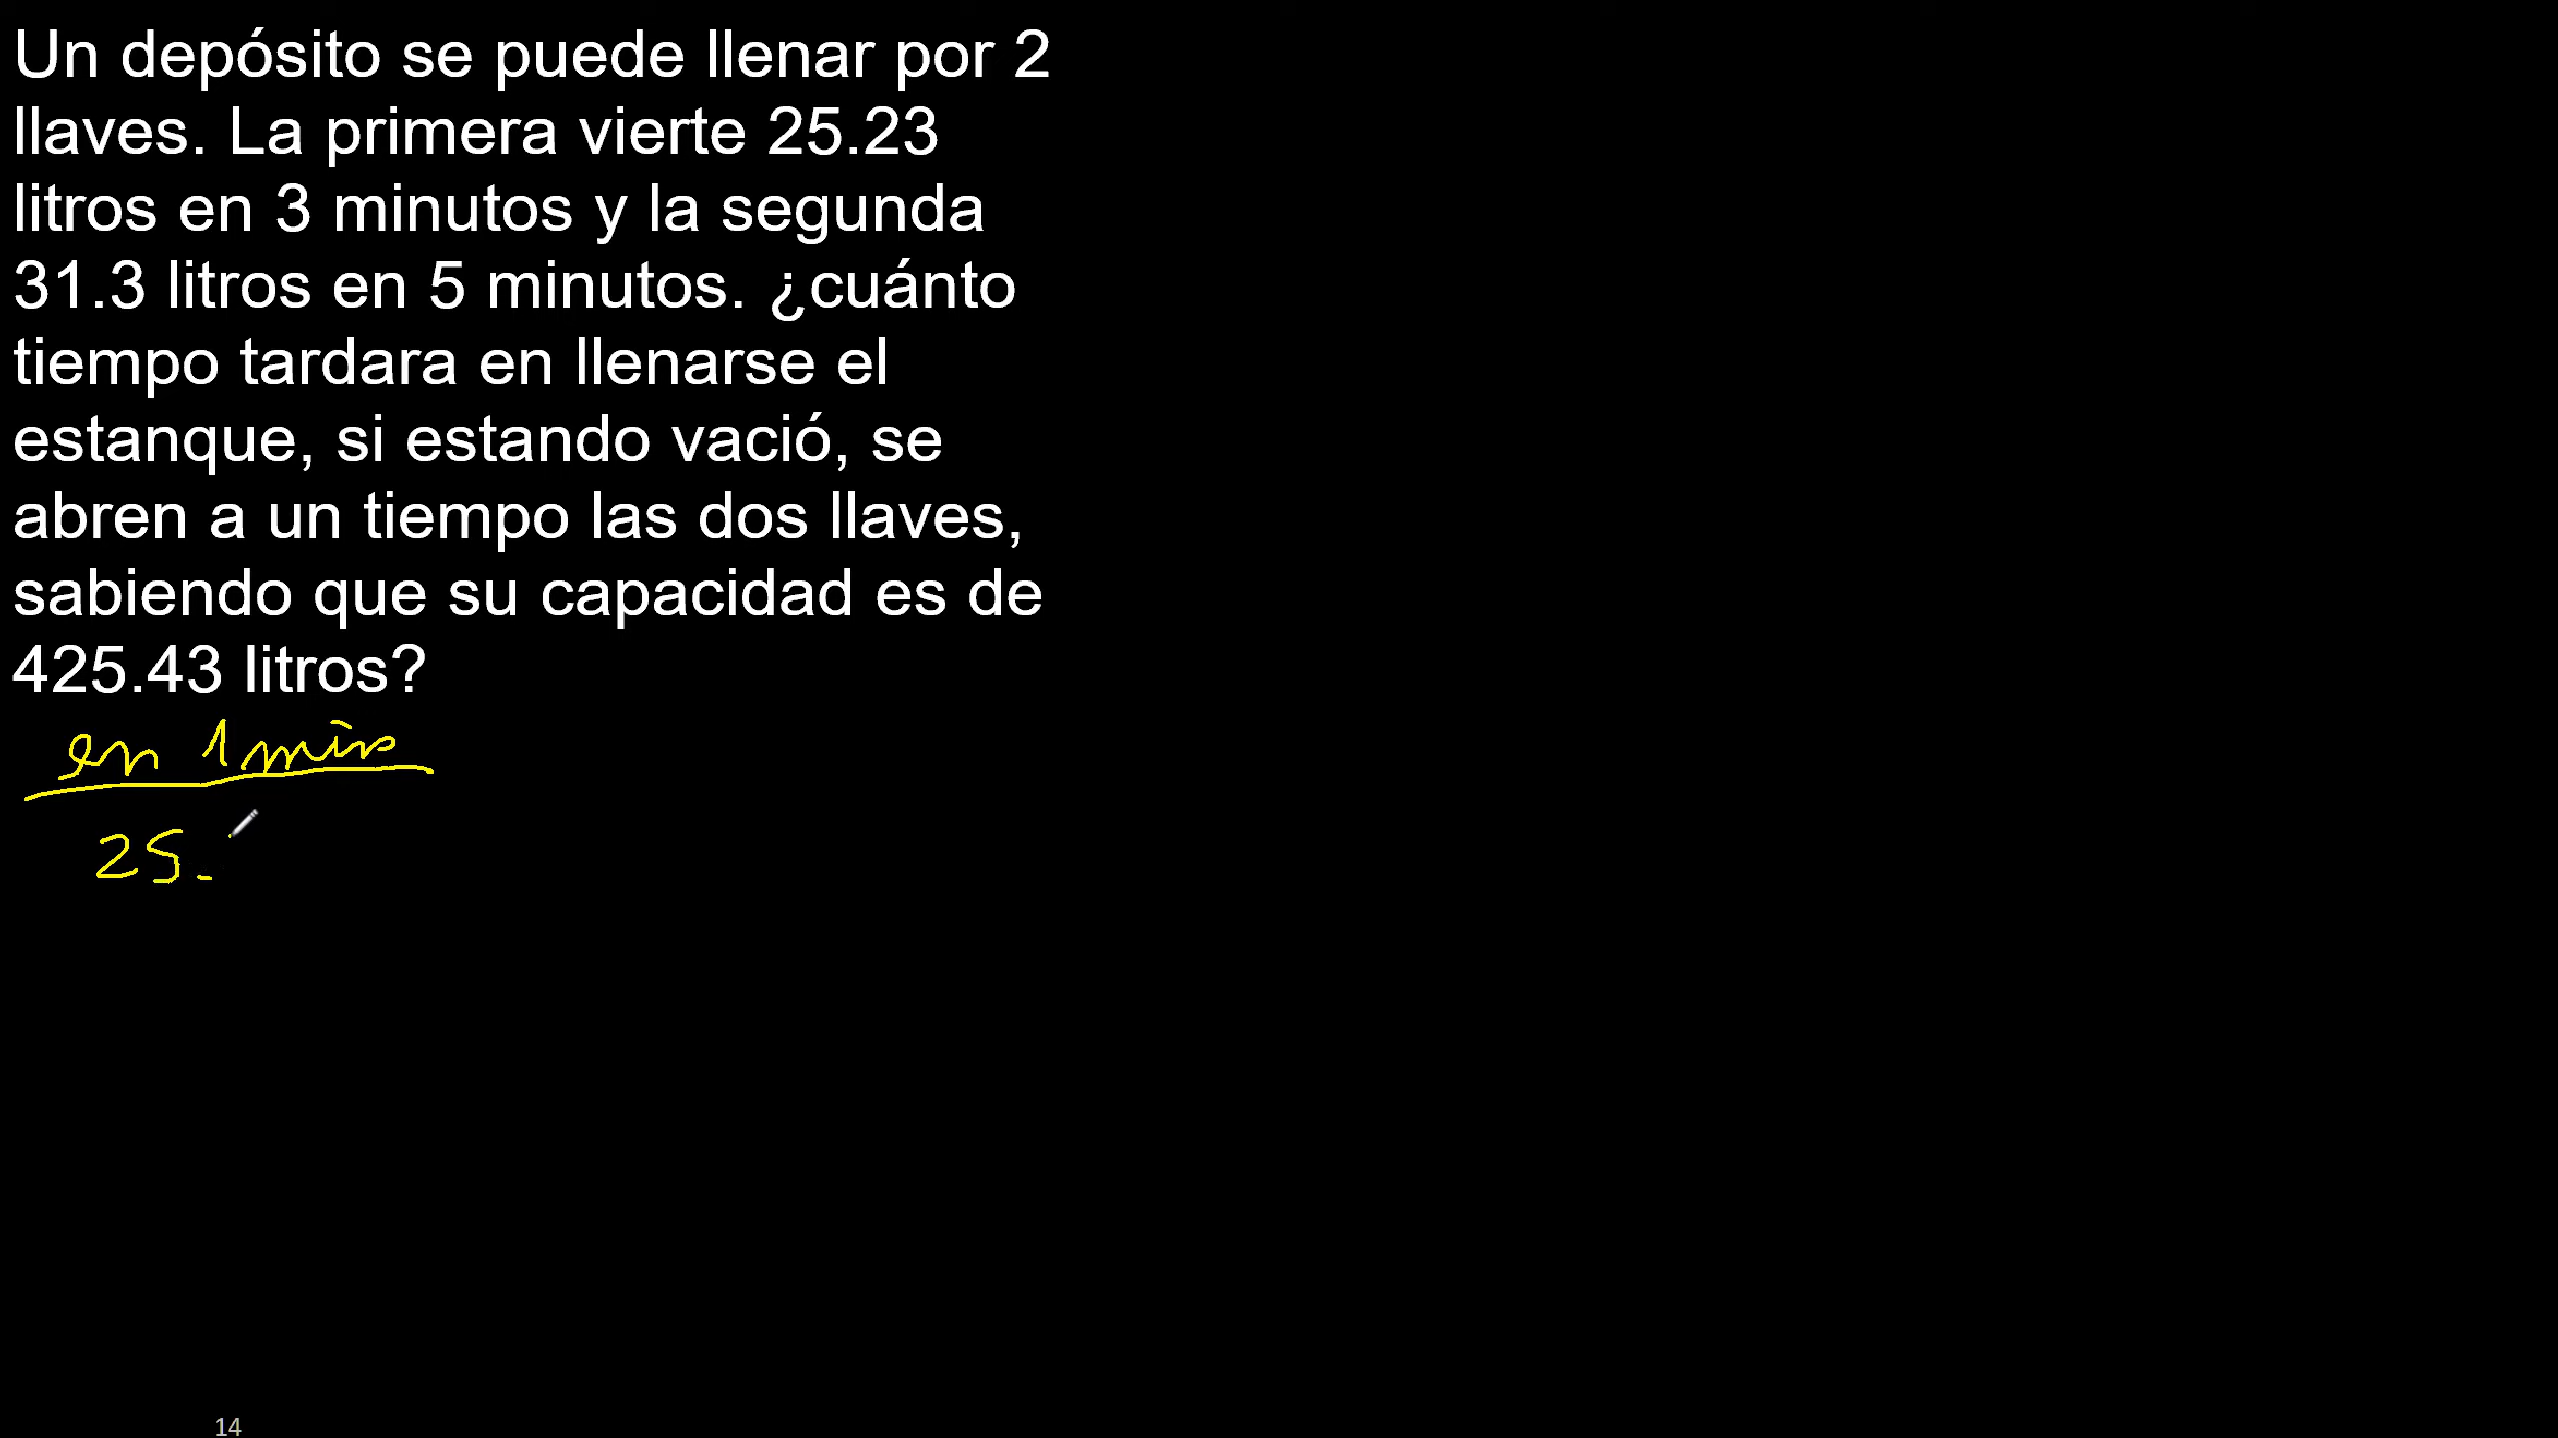 Un depósito se puede llenar por 2
llaves. La primera vierte 25.23
litros en 3 minutos y la segunda
31.3 litros en 5 minutos. ¿cuánto
tiempo tardara en llenarse el
estanque, si estando vació, se
abren a un tiempo las dos llaves,
sabiendo que su capacidad es de
425.43 litros?
en 1 min
25.
14